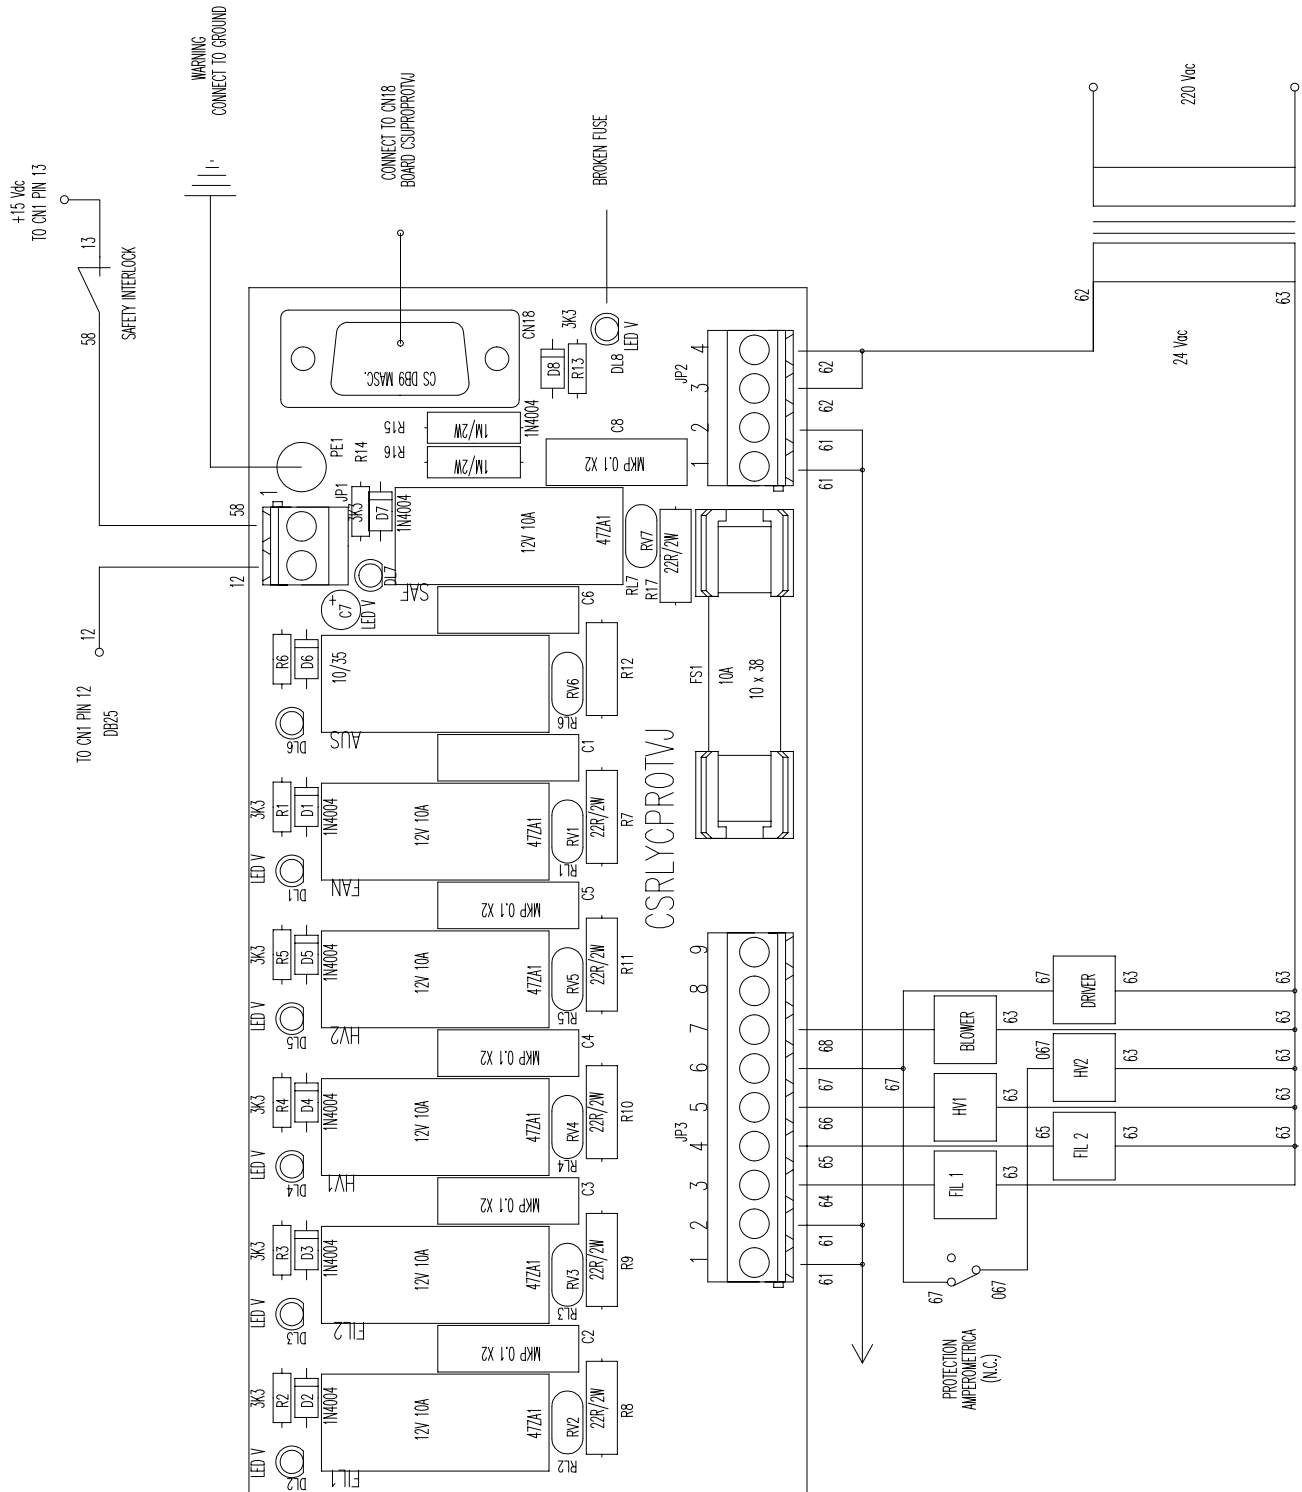 WARNING
CONNECT TO GROUND
+15 Vdc
TO CN1 PIN 13
13
SAFETY INTERLOCK
58
CONNECT TO CN18
BOARD CSUPROPROTVJ
BROKEN FUSE
220 Vac
24 Vac
62
63
TO CN1 PIN 12
DB25
12
12
58
1
JP1
PE1
R14
3K3
D7
1N4004
DL7
LED V
C7
+
SAF
CS DB9 MASC.
CN18
R15
R16
1M/2W
1M/2W
1N4004
D8
R13
3K3
DL8
LED V
C8
MKP 0.1 X2
12V 10A
47ZA1
RV7
RL7
R17
22R/2W
JP2
1
2
3
4
61
61
62
62
FS1
10A
10 x 38
R6
D6
DL6
10/35
AUS
RV6
RL6
R12
C6
3K3
R1
D1
1N4004
LED V
DL1
FAN
12V 10A
47ZA1
RV1
RL1
22R/2W
R7
C1
3K3
R5
D5
1N4004
LED V
DL5
HV2
12V 10A
47ZA1
RV5
RL5
22R/2W
R11
C5
MKP 0.1 X2
3K3
R4
D4
1N4004
LED V
DL4
HV1
12V 10A
47ZA1
RV4
RL4
22R/2W
R10
C4
MKP 0.1 X2
3K3
R3
D3
1N4004
LED V
DL3
FIL2
12V 10A
47ZA1
RV3
RL3
22R/2W
R9
C3
MKP 0.1 X2
3K3
R2
D2
1N4004
LED V
DL2
FIL1
12V 10A
47ZA1
RV2
RL2
22R/2W
R8
C2
MKP 0.1 X2
CSRLYCPROTVJ
JP3
1
2
3
4
5
6
7
8
9
61
61
64
65
66
67
68
67
67
DRIVER
63
63
BLOWER
63
63
067
HV2
63
63
HV1
63
63
65
FIL 2
63
63
FIL 1
63
67
067
PROTECTION
AMPEROMETRICA
(N.C.)